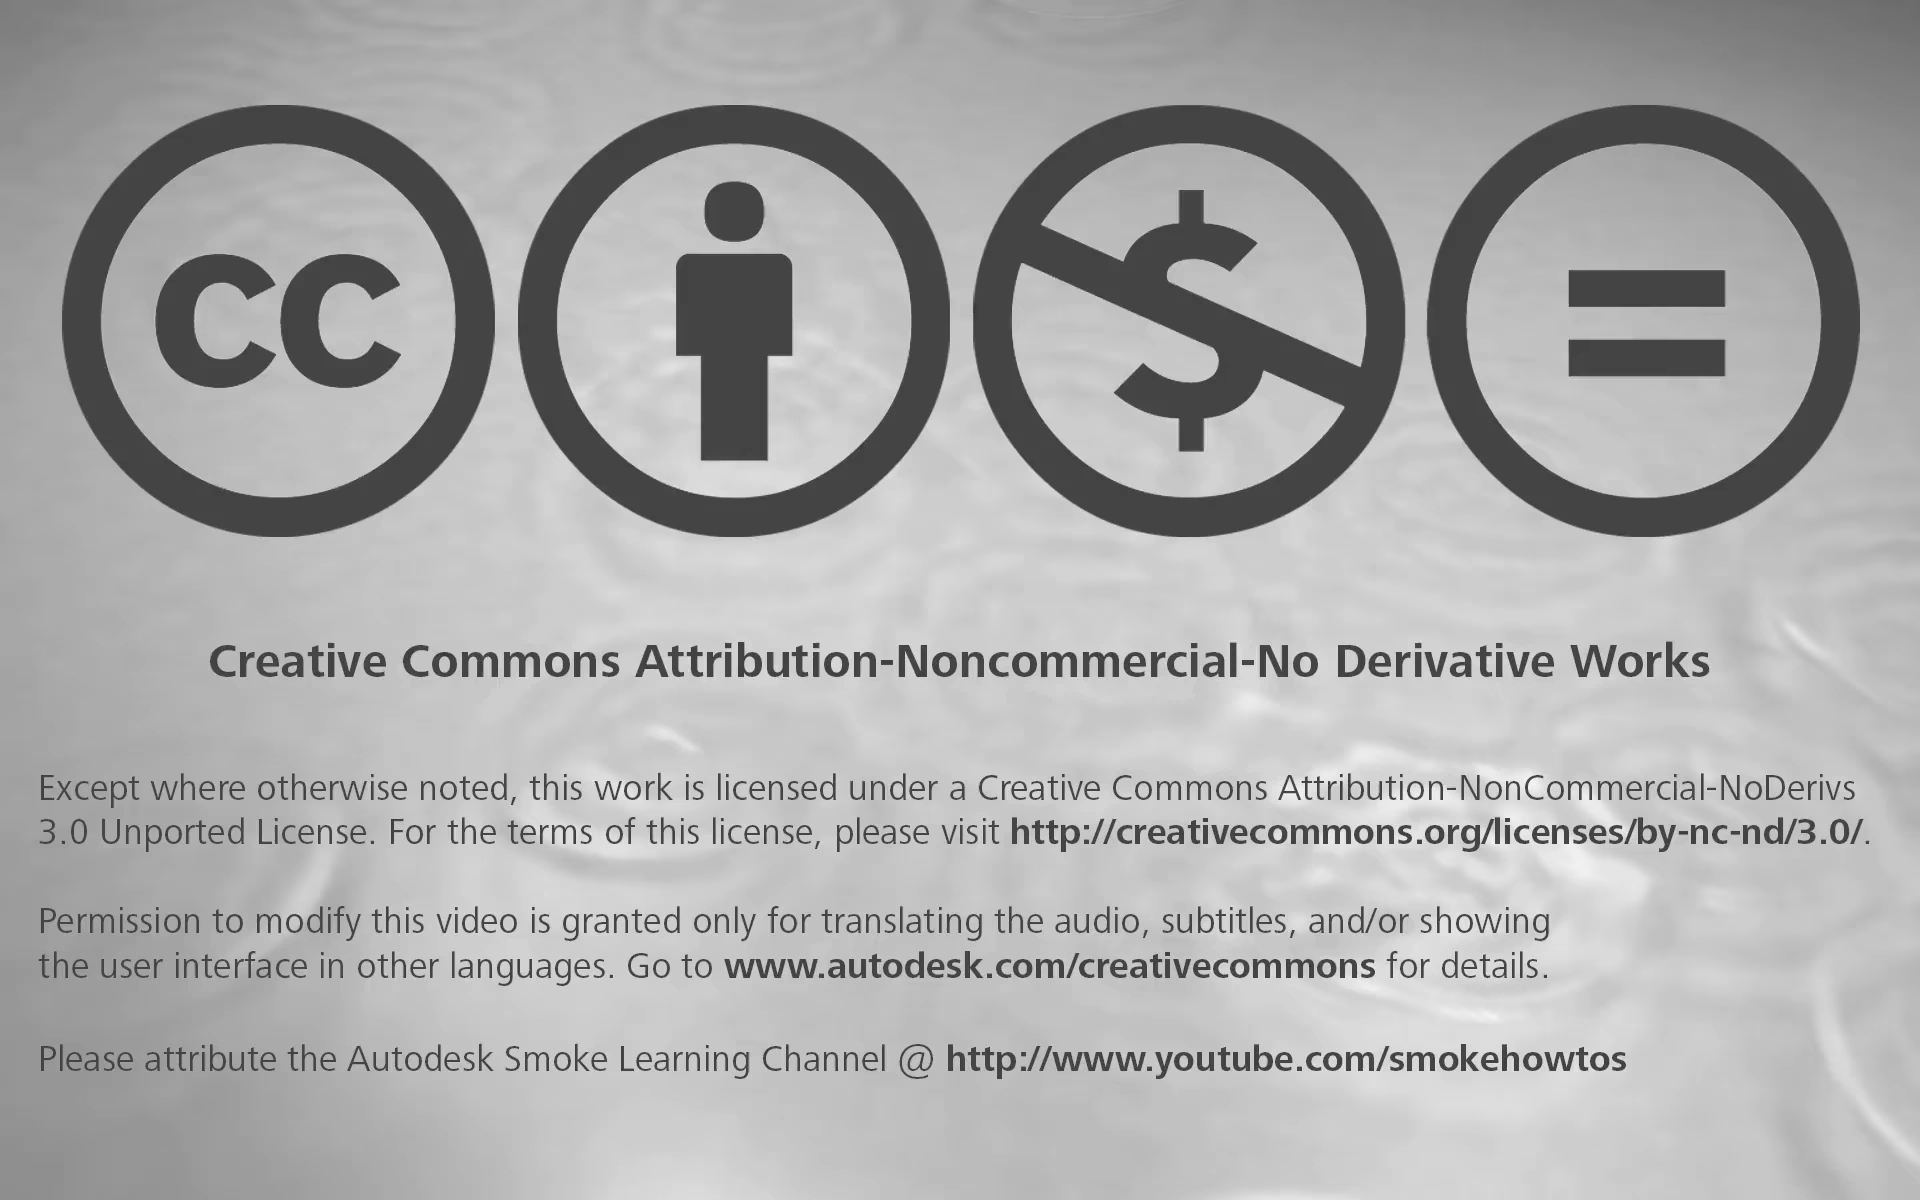 cc
$
=
Creative Commons Attribution-Noncommercial-No Derivative Works
Except where otherwise noted, this work is licensed under a Creative Commons Attribution-NonCommercial-NoDerivs
3.0 Unported License. For the terms of this license, please visit http://creativecommons.org/licenses/by-nc-nd/3.0/.
Permission to modify this video is granted only for translating the audio, subtitles, and/or showing
the user interface in other languages. Go to www.autodesk.com/creativecommons for details.
Please attribute the Autodesk Smoke Learning Channel @ http://www.youtube.com/smokehowtos